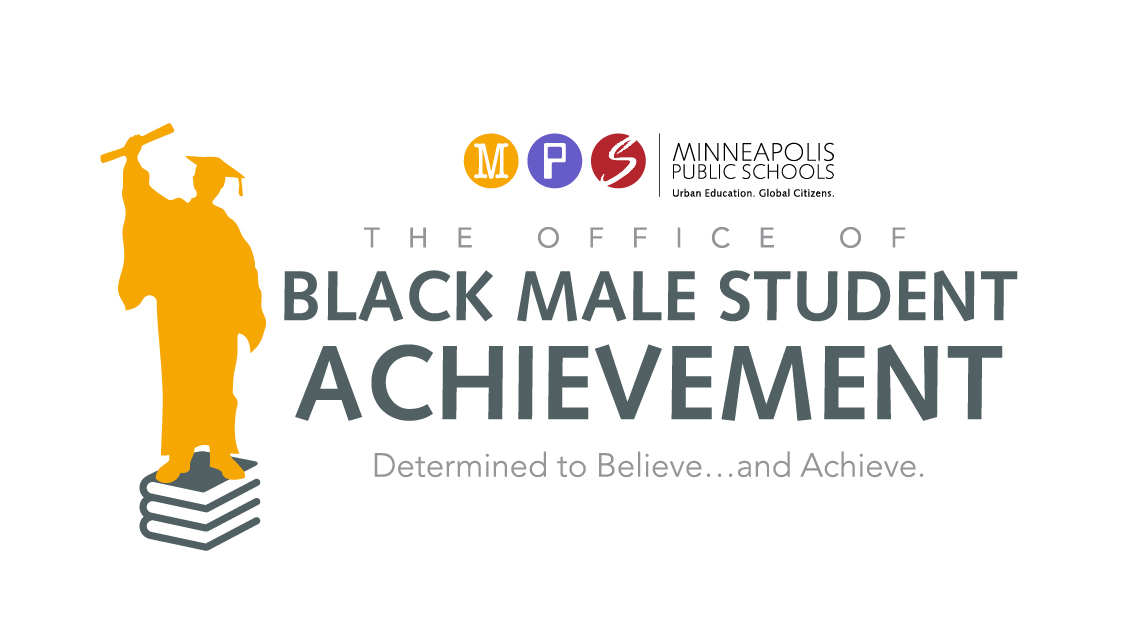 M P S
MINNEAPOLIS
PUBLIC SCHOOLS
Urban Education. Global Citizens.
THE OFFICE OF
BLACK MALE STUDENT
ACHIEVEMENT
Determined to Believe...and Achieve.